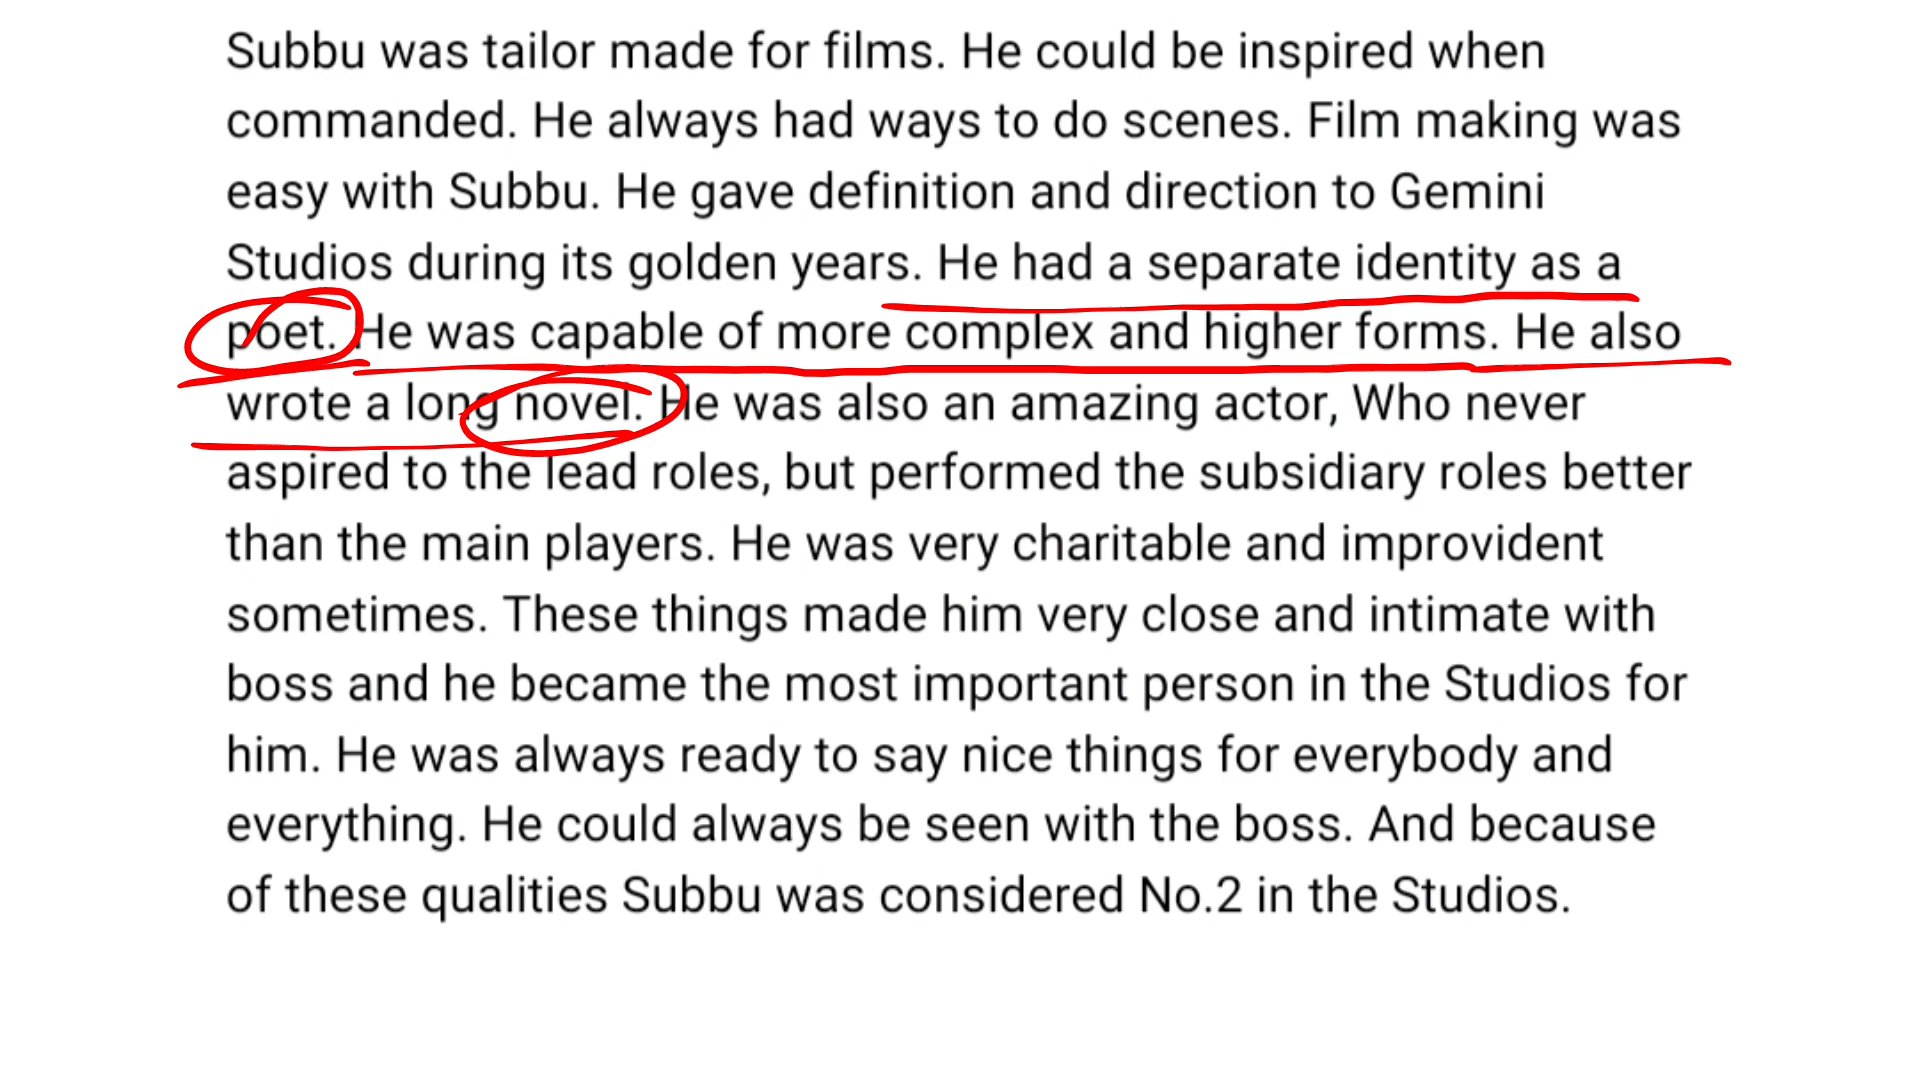 Subbu was tailor made for films. He could be inspired when
commanded. He always had ways to do scenes. Film making was
easy with Subbu. He gave definition and direction to Gemini
Studios during its golden years. He had a separate identity as a
poet. He was capable of more complex and higher forms. He also
wrote a long novel. He was also an amazing actor, Who never
aspired to the lead roles, but performed the subsidiary roles better
than the main players. He was very charitable and improvident
sometimes. These things made him very close and intimate with
boss and he became the most important person in the Studios for
him. He was always ready to say nice things for everybody and
everything. He could always be seen with the boss. And because
of these qualities Subbu was considered No.2 in the Studios.